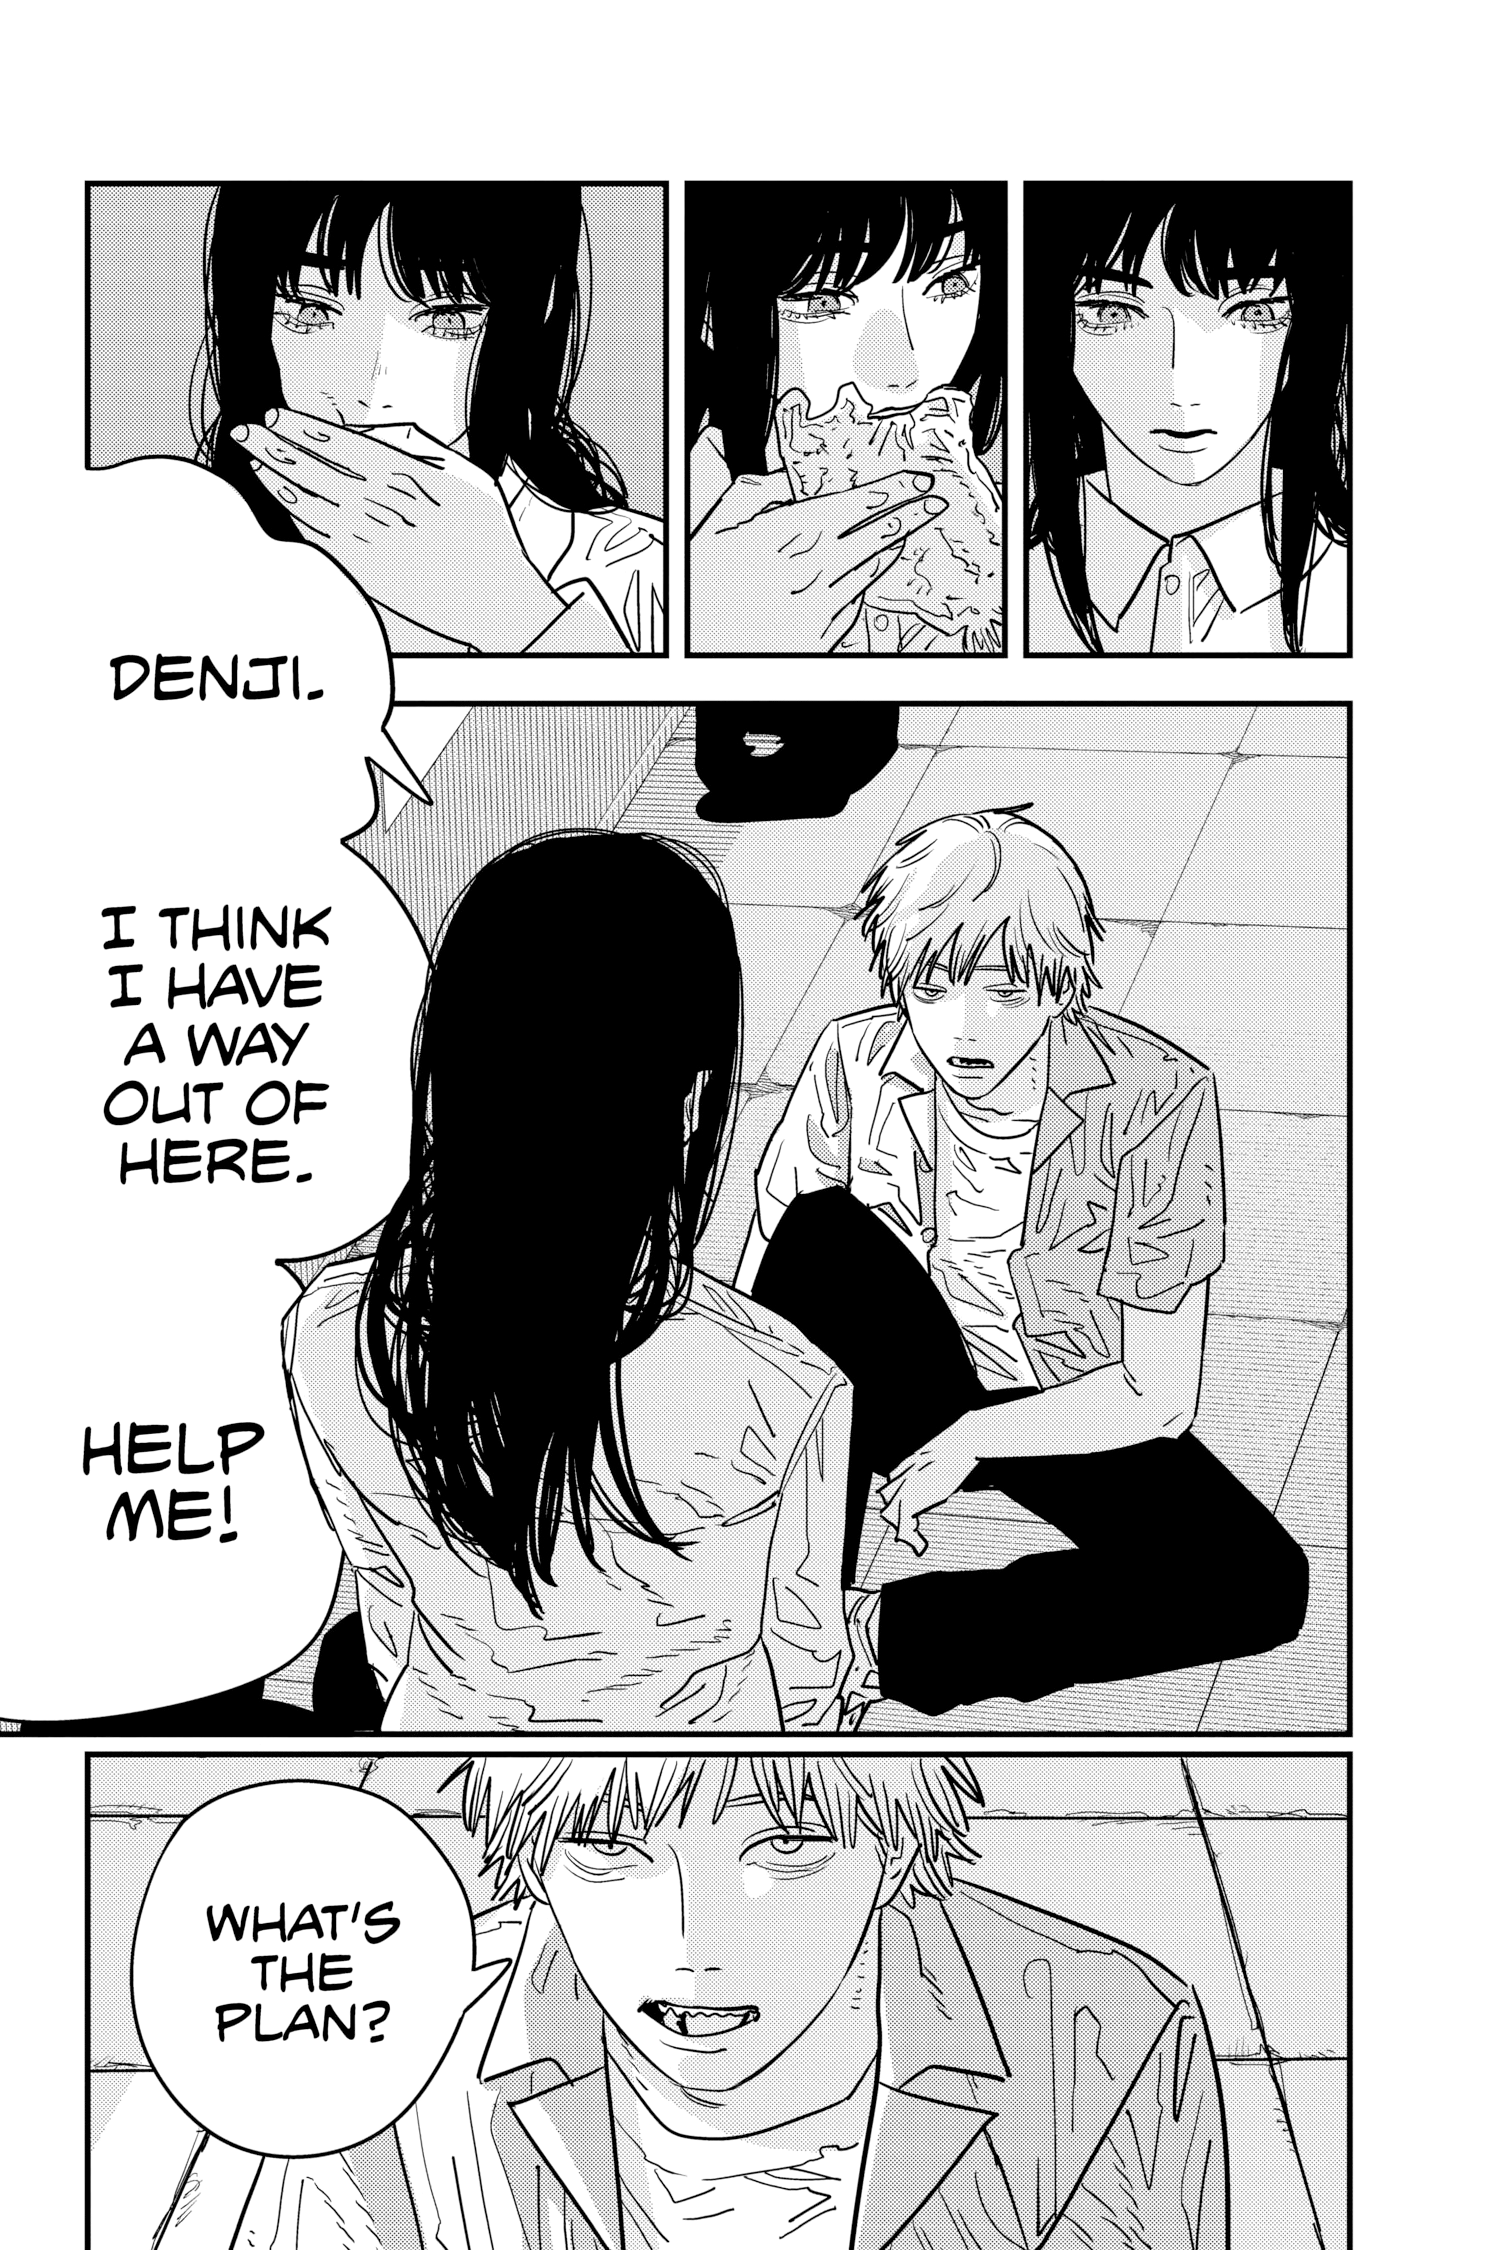 DENJI.
I THINK
I HAVE
A WAY
OUT OF
HERE.
HELP
ME!
WHAT'S
THE
PLAN?